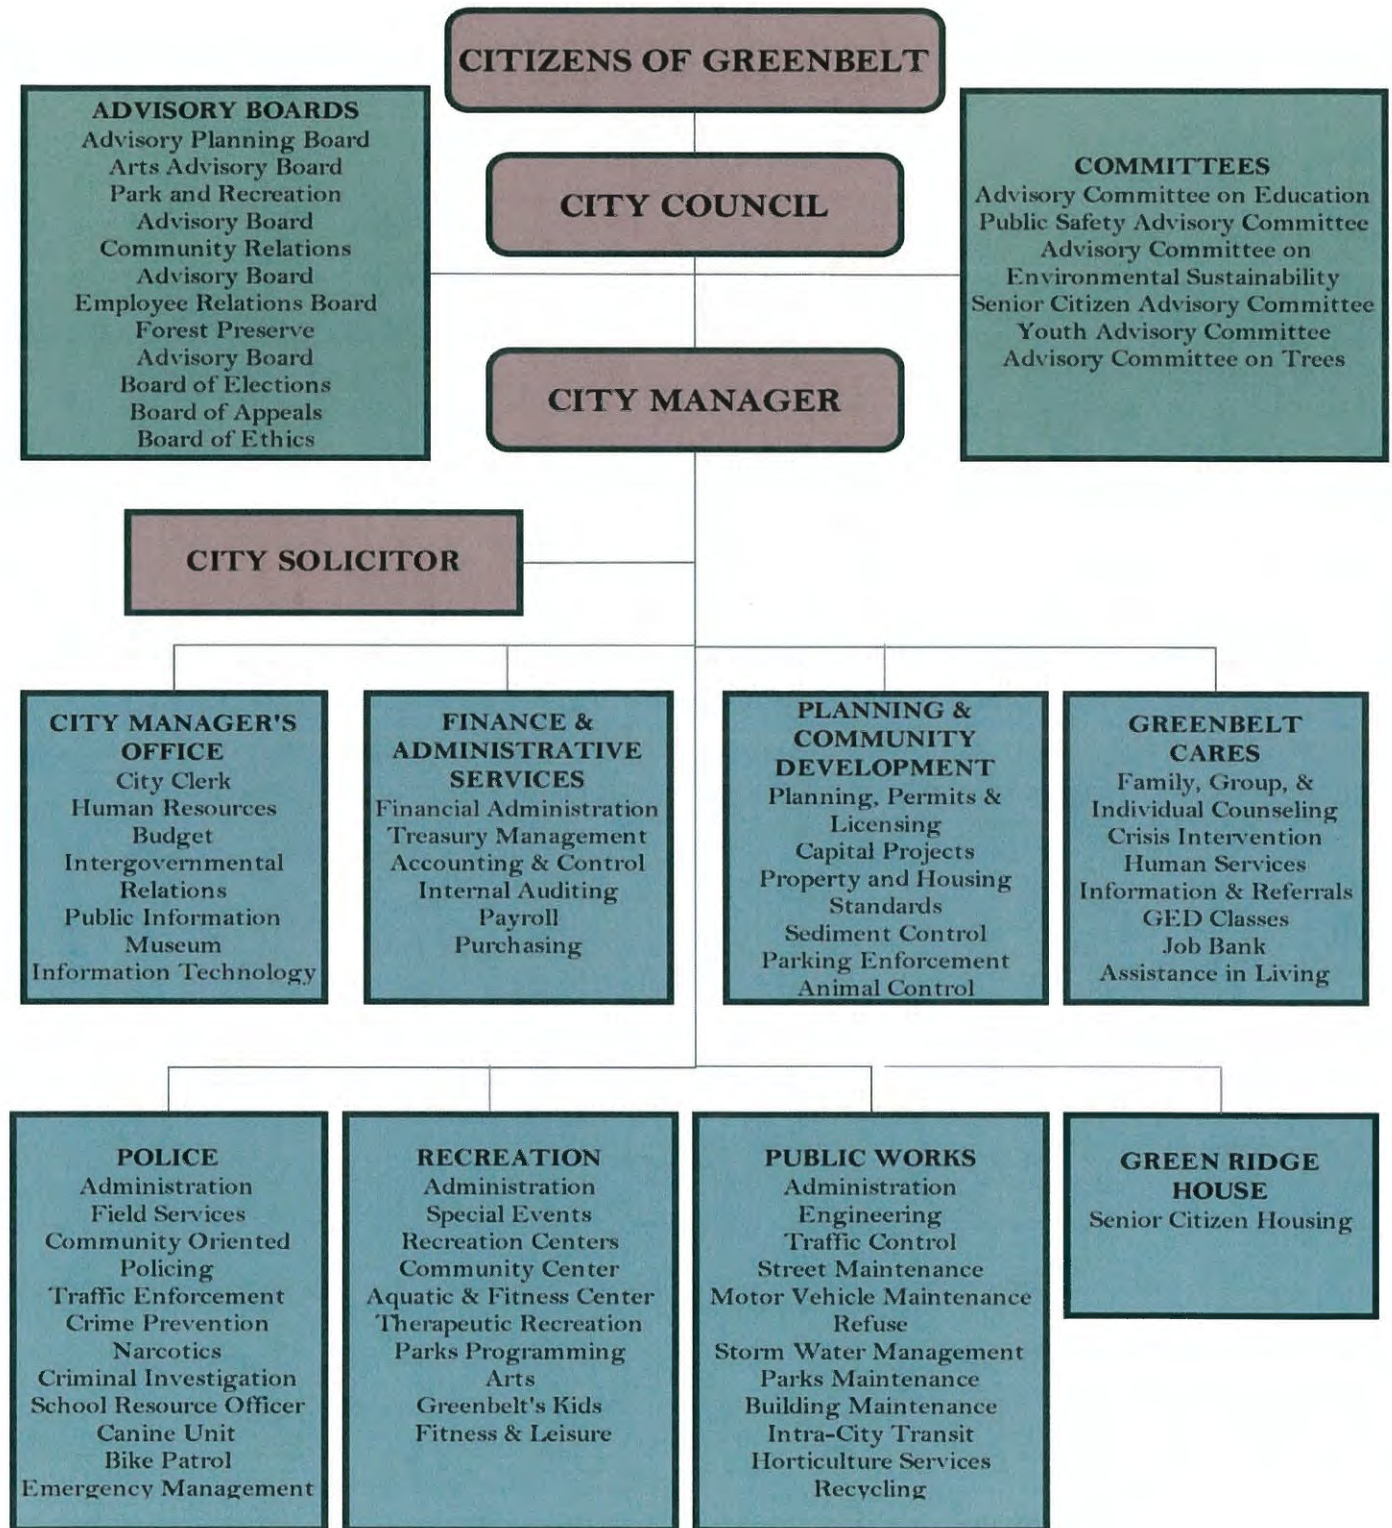 CITIZENS OF GREENBELT
ADVISORY BOARDS
Advisory Planning Board
Arts Advisory Board
Park and Recreation
Advisory Board
Community Relations
Advisory Board
Employee Relations Board
Forest Preserve
Advisory Board
Board of Elections
Board of Appeals
Board of Ethics
CITY COUNCIL
COMMITTEES
Advisory Committee on Education
Public Safety Advisory Committee
Advisory Committee on
Environmental Sustainability
Senior Citizen Advisory Committee
Youth Advisory Committee
Advisory Committee on Trees
CITY MANAGER
CITY SOLICITOR
CITY MANAGER'S
OFFICE
City Clerk
Human Resources
Budget
Intergovernmental
Relations
Public Information
Museum
Information Technology
FINANCE &
ADMINISTRATIVE
SERVICES
Financial Administration
Treasury Management
Accounting & Control
Internal Auditing
Payroll
Purchasing
PLANNING &
COMMUNITY
DEVELOPMENT
Planning, Permits &
Licensing
Capital Projects
Property and Housing
Standards
Sediment Control
Parking Enforcement
Animal Control
GREENBELT
CARES
Family, Group, &
Individual Counseling
Crisis Intervention
Human Services
Information & Referrals
GED Classes
Job Bank
Assistance in Living
POLICE
Administration
Field Services
Community Oriented
Policing
Traffic Enforcement
Crime Prevention
Narcotics
Criminal Investigation
School Resource Officer
Canine Unit
Bike Patrol
Emergency Management
RECREATION
Administration
Special Events
Recreation Centers
Community Center
Aquatic & Fitness Center
Therapeutic Recreation
Parks Programming
Arts
Greenbelt's Kids
Fitness & Leisure
PUBLIC WORKS
Administration
Engineering
Traffic Control
Street Maintenance
Motor Vehicle Maintenance
Refuse
Storm Water Management
Parks Maintenance
Building Maintenance
Intra-City Transit
Horticulture Services
Recycling
GREEN RIDGE
HOUSE
Senior Citizen Housing